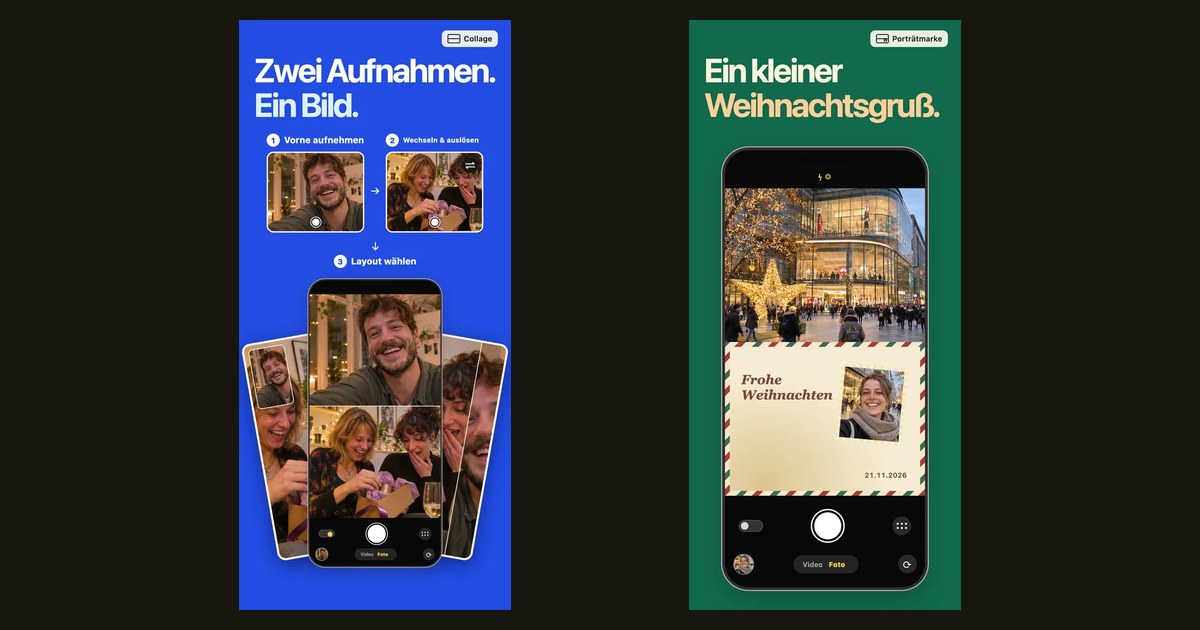 Collage
Zwei Aufnahmen.
Ein Bild.
1 Vorne aufnehmen
2 Wechseln & auslösen
3 Layout wählen
Video Foto
Porträtmarke
Ein kleiner
Weihnachtsgruß.
Frohe
Weihnachten
21.11.2026
Video Foto